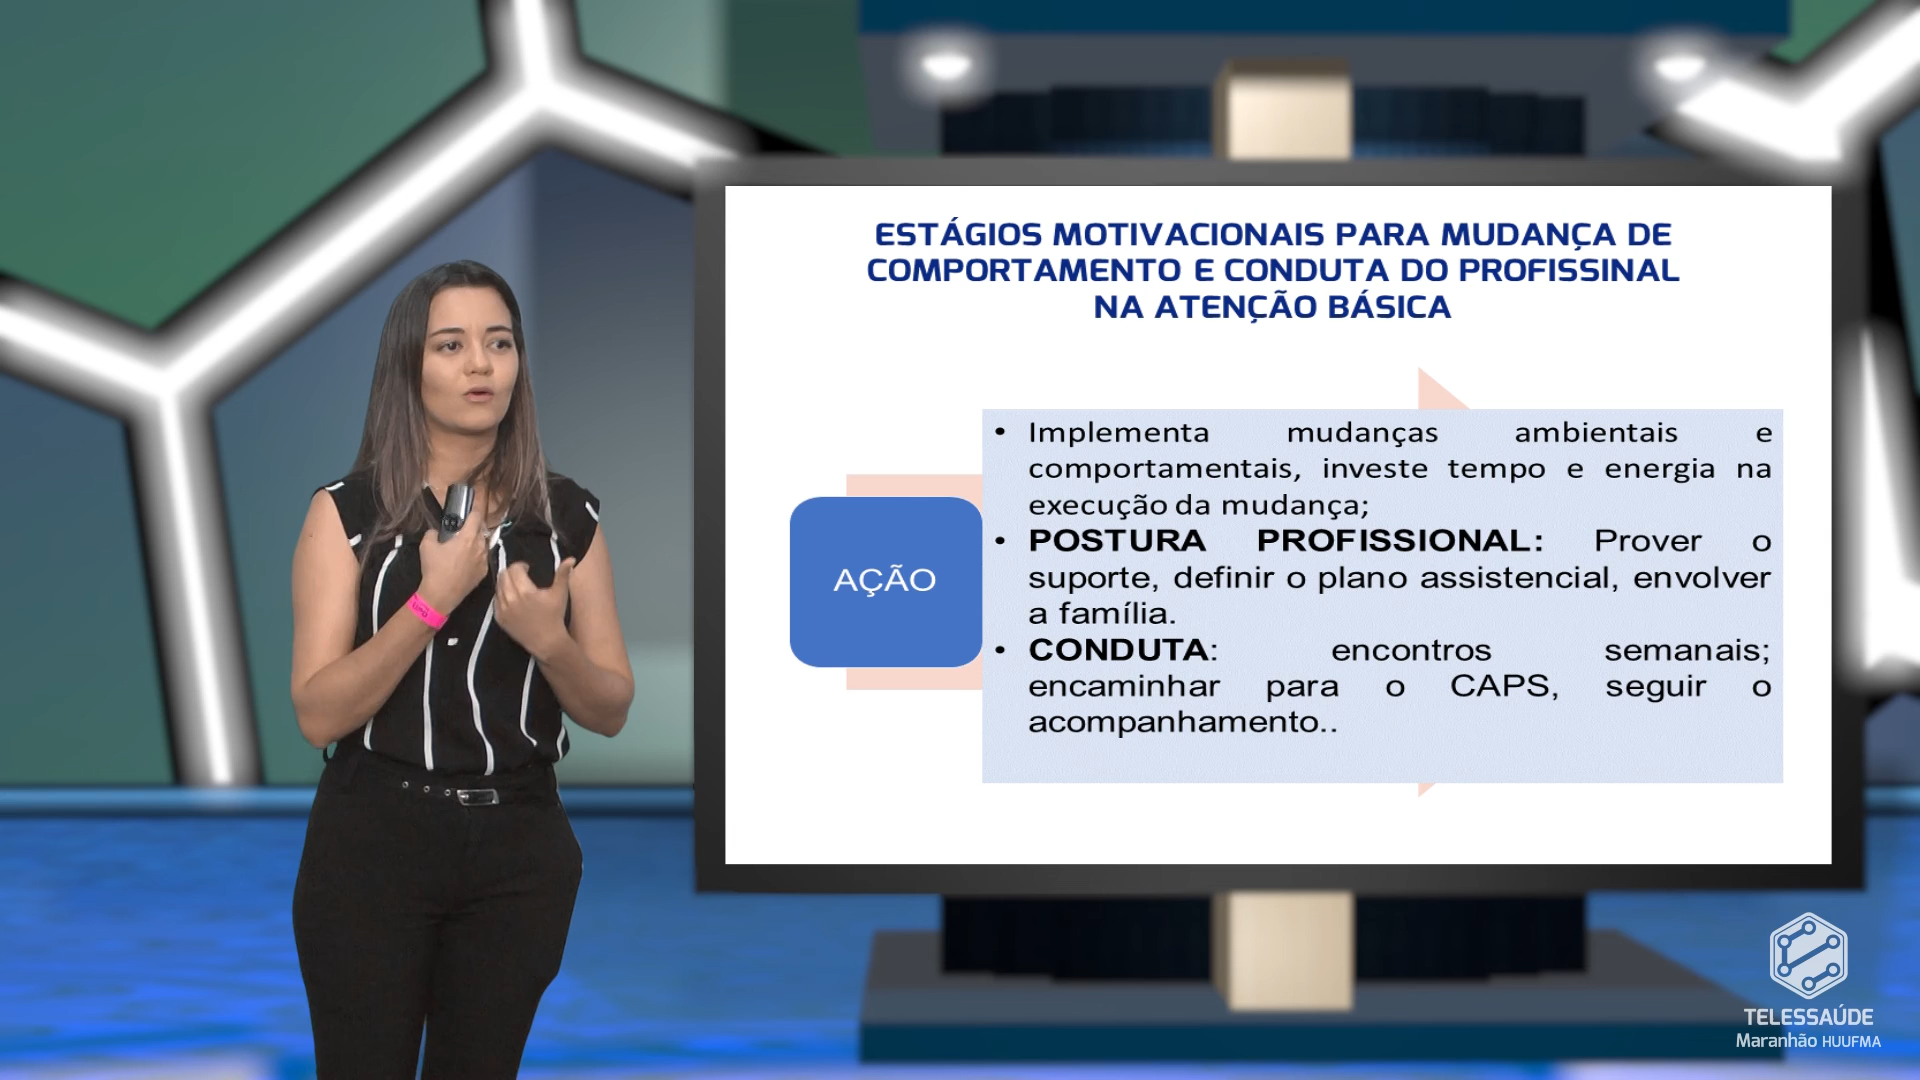 ESTÁGIOS MOTIVACIONAIS PARA MUDANÇA DE
COMPORTAMENTO E CONDUTA DO PROFISSINAL
NA ATENÇÃO BÁSICA
AÇÃO
• Implementa mudanças ambientais e
comportamentais, investe tempo e energia na
execução da mudança;
• POSTURA PROFISSIONAL: Prover o
suporte, definir o plano assistencial, envolver
a família.
• CONDUTA: encontros semanais;
encaminhar para o CAPS, seguir o
acompanhamento..
TELESSAÚDE
Maranhão HUUFMA